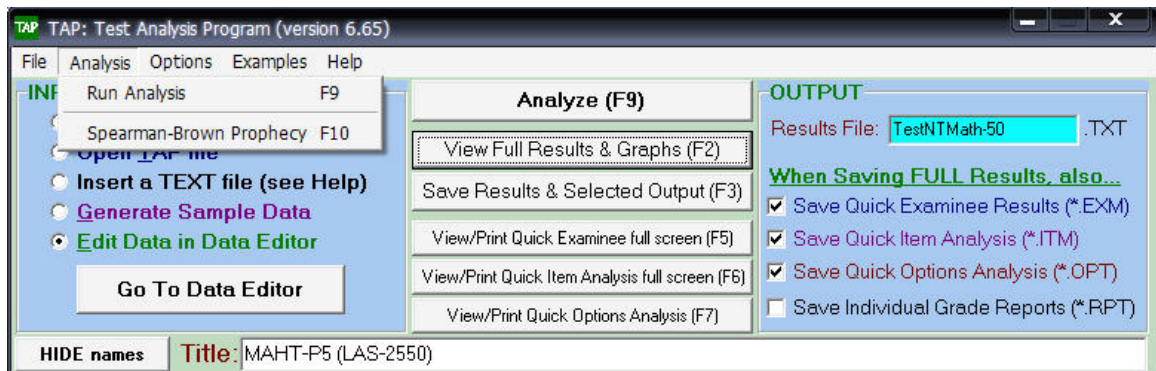 TAP TAP: Test Analysis Program (version 6.65)
X
File Analysis Options Examples Help
Run Analysis F9
Spearman-Brown Prophecy F10
Open TAP file
Insert a TEXT file (see Help)
Generate Sample Data
Edit Data in Data Editor
Go To Data Editor
Analyze (F9)
View Full Results & Graphs (F2)
Save Results & Selected Output (F3)
View/Print Quick Examinee full screen (F5)
View/Print Quick Item Analysis full screen (F6)
View/Print Quick Options Analysis (F7)
OUTPUT
Results File: TestNTMath-50 .TXT
When Saving FULL Results, also...
Save Quick Examinee Results (*.EXM)
Save Quick Item Analysis (*.ITM)
Save Quick Options Analysis (*.OPT)
Save Individual Grade Reports (*.RPT)
HIDE names Title: MAHT-P5 (LAS-2550)